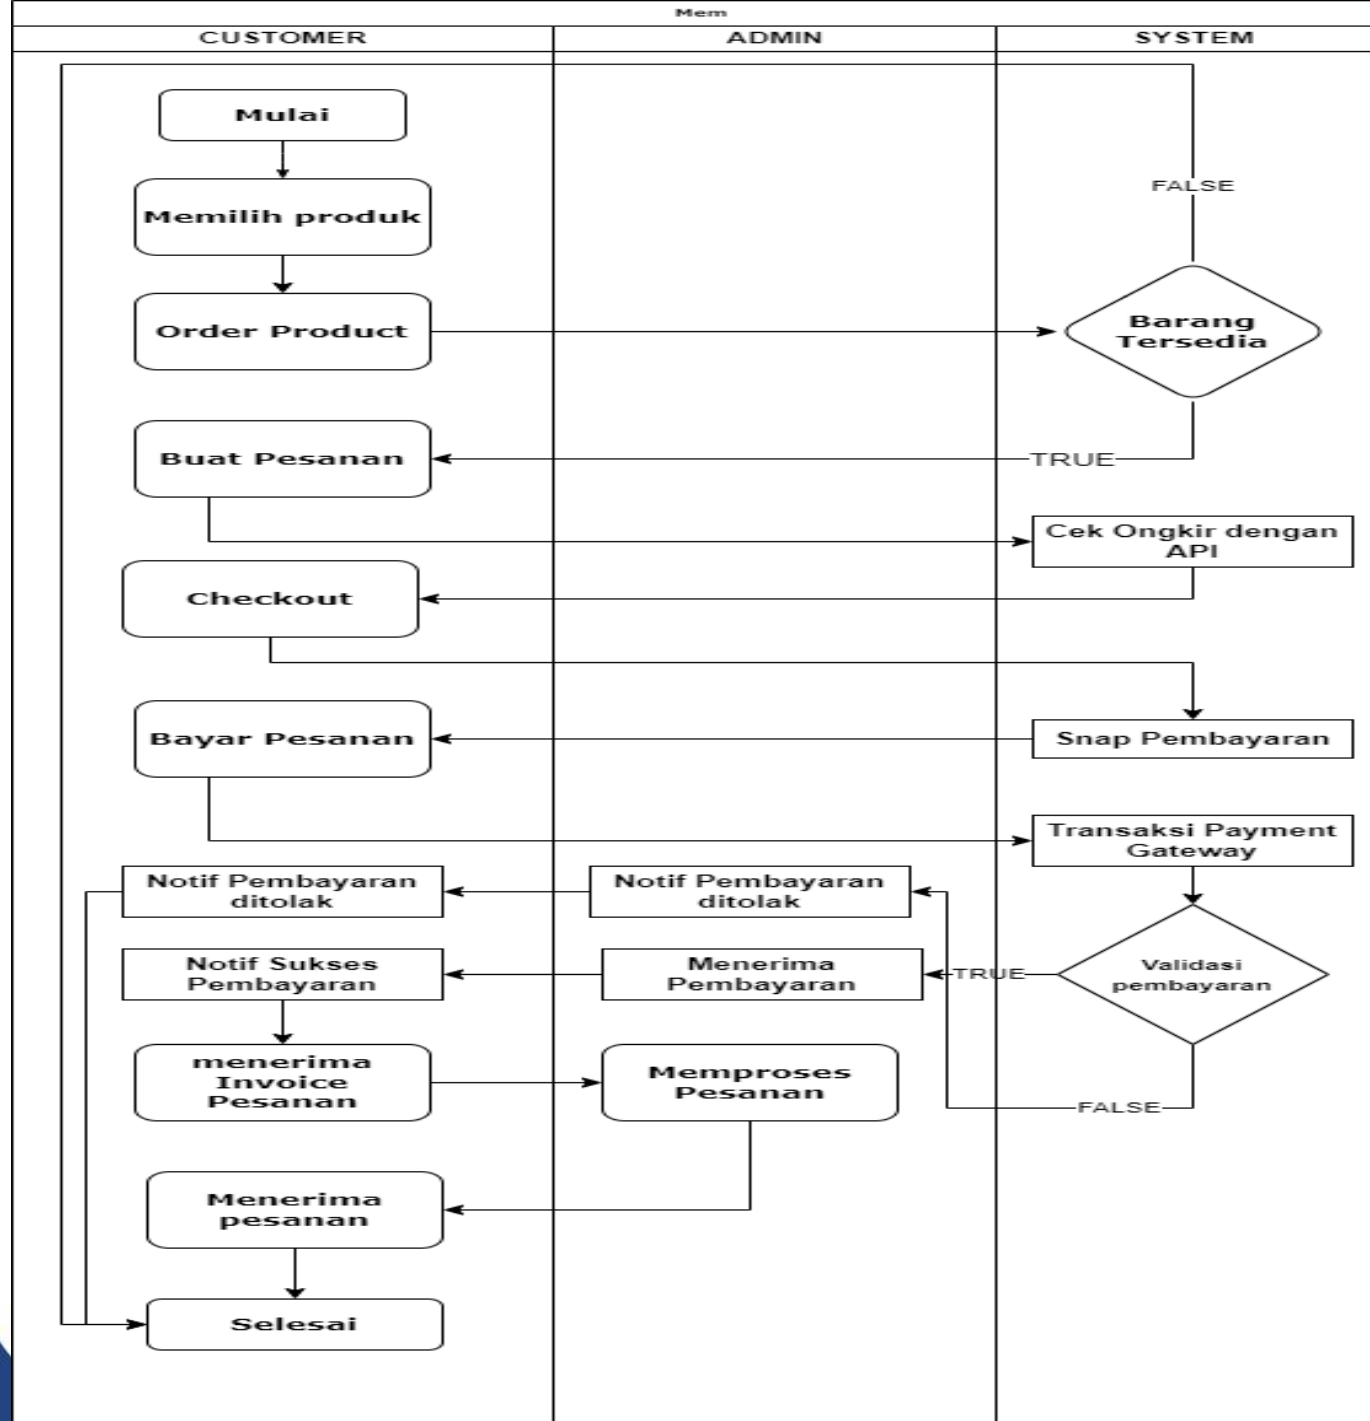 Mem
CUSTOMER
ADMIN
SYSTEM
Mulai
FALSE
Memilih produk
Order Product
Barang
Tersedia
Buat Pesanan
TRUE
Cek Ongkir dengan
API
Checkout
Bayar Pesanan
Snap Pembayaran
Transaksi Payment
Gateway
Notif Pembayaran
ditolak
Notif Pembayaran
ditolak
Notif Sukses
Pembayaran
Menerima
Pembayaran
TRUE
Validasi
pembayaran
menerima
Invoice
Pesanan
Memproses
Pesanan
FALSE
Menerima
pesanan
Selesai